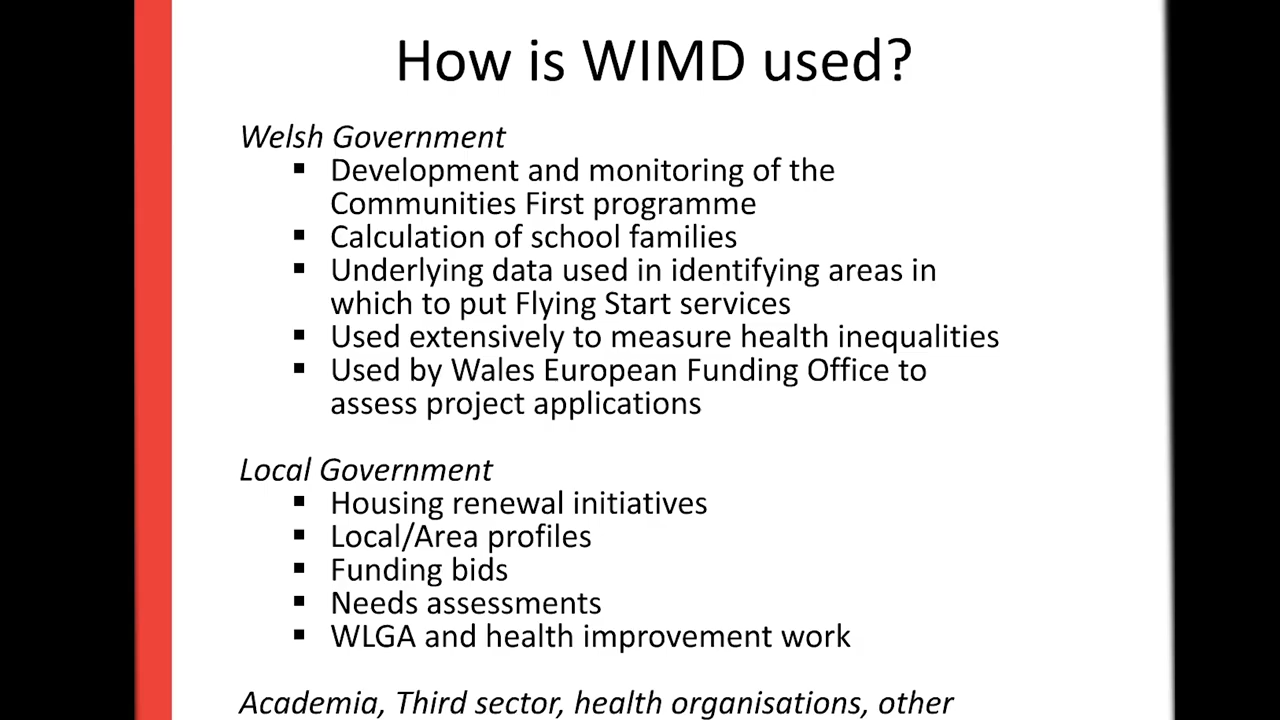 How is WIMD used?
Welsh Government
▪ Development and monitoring of the
Communities First programme
▪ Calculation of school families
▪ Underlying data used in identifying areas in
which to put Flying Start services
▪ Used extensively to measure health inequalities
▪ Used by Wales European Funding Office to
assess project applications
Local Government
▪ Housing renewal initiatives
▪ Local/Area profiles
▪ Funding bids
▪ Needs assessments
▪ WLGA and health improvement work
Academia, Third sector, health organisations, other